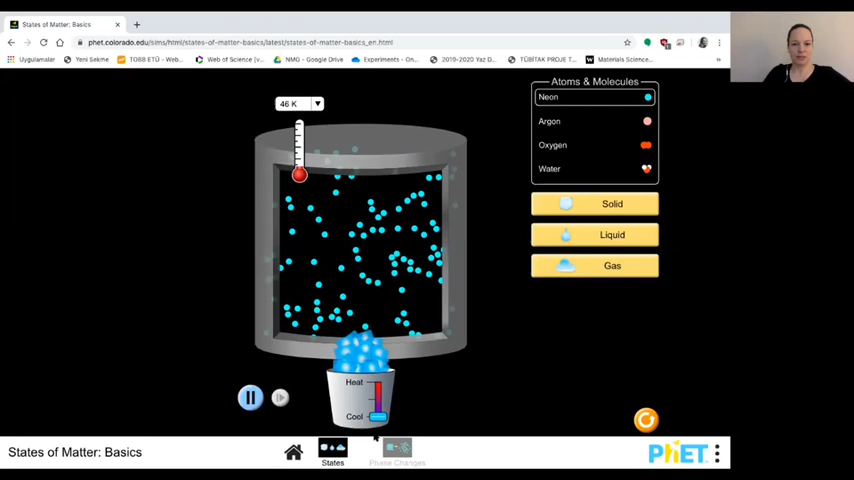 States of Matter: Basics
phet.colorado.edu/sims/html/states-of-matter-basics/latest/states-of-matter-basics_en.html
Uygulamalar Yeni Sekme TOBB ETÜ - Web... Web of Science [v... NMG - Google Drive Experiments - On... 2019-2020 Yaz D... TÜBİTAK PROJE T... Materials Science...
46 K
Atoms & Molecules
Neon
Argon
Oxygen
Water
Solid
Liquid
Gas
Heat
Cool
States of Matter: Basics
States
Phase Changes
PhET